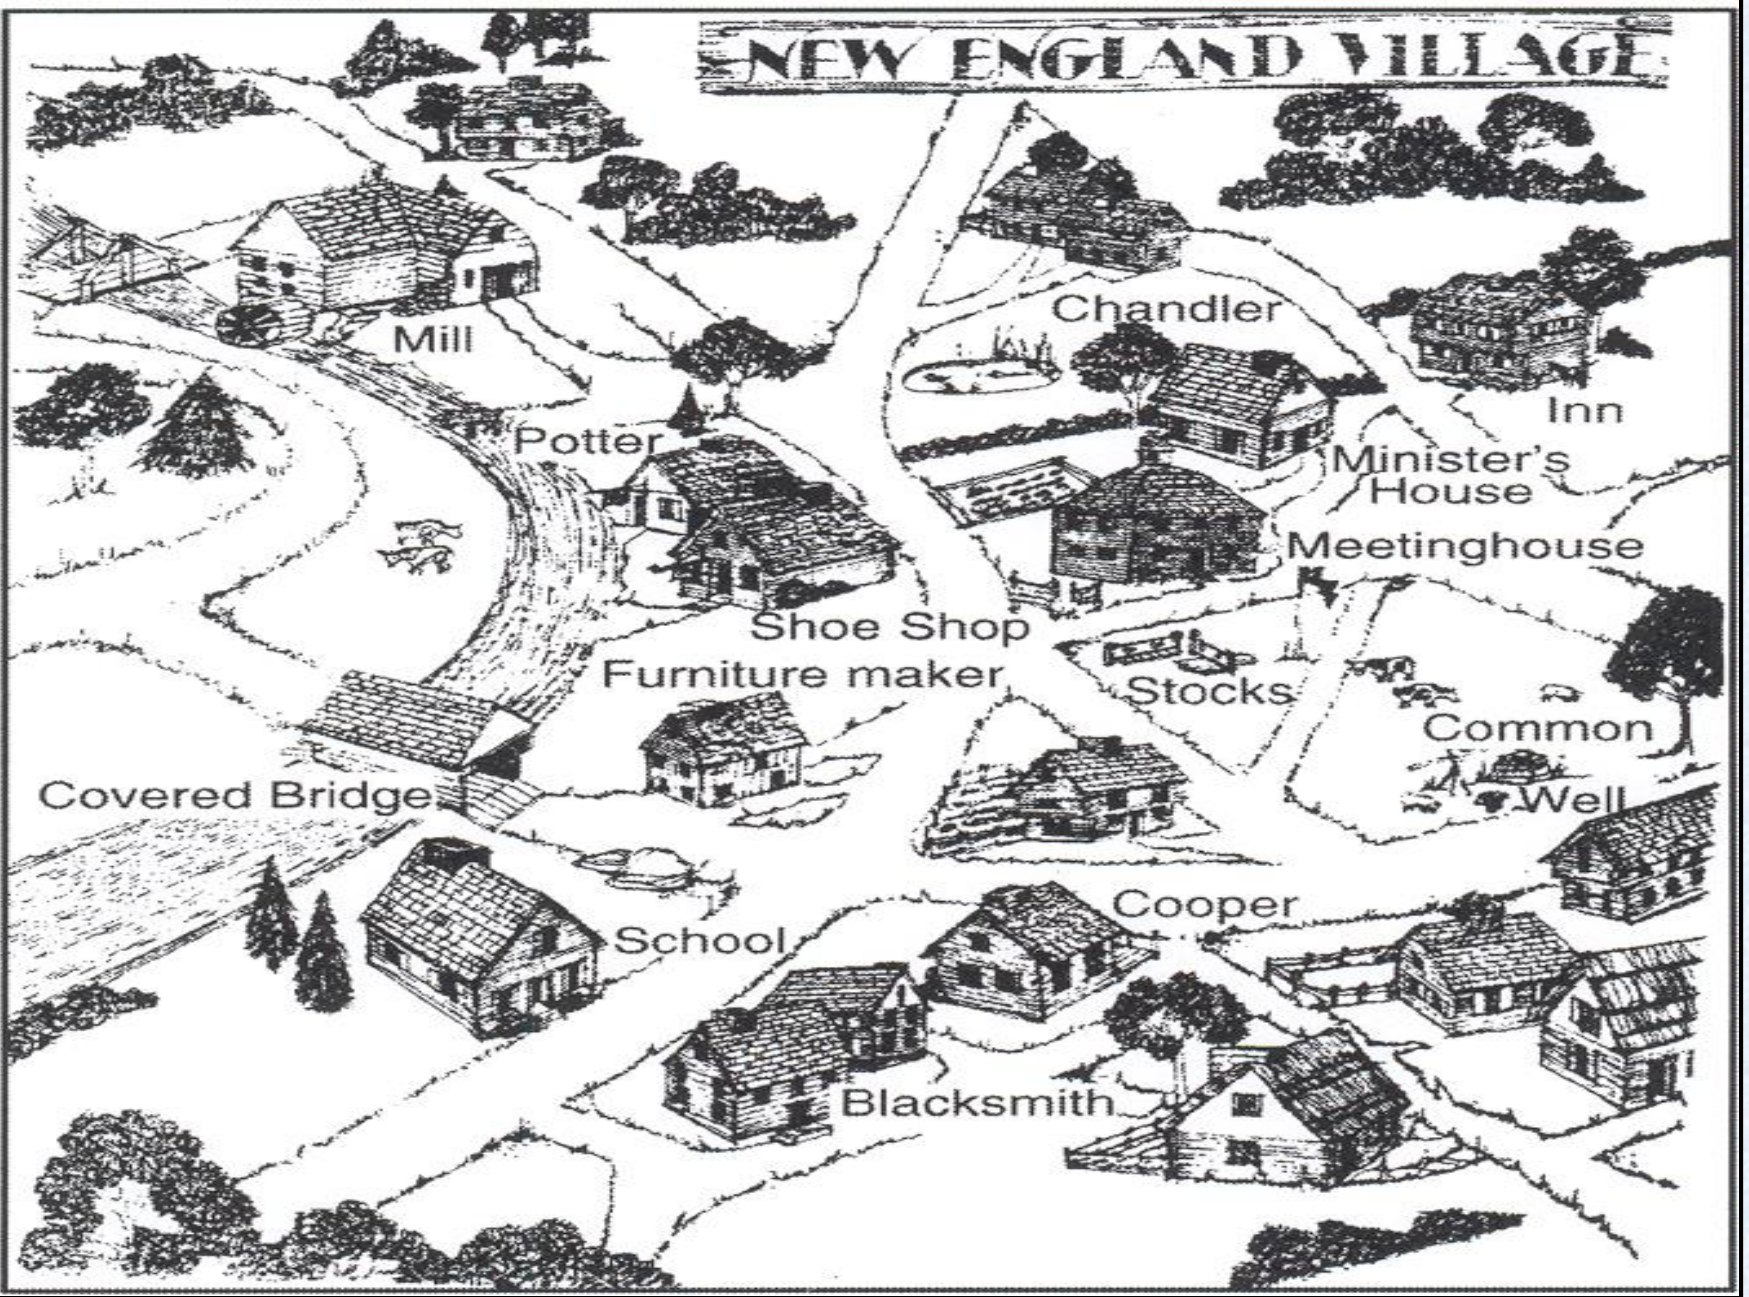 NEW ENGLAND VILLAGE
Chandler
Mill
Inn
Potter
Minister's
House
Meetinghouse
Shoe Shop
Furniture maker
Stocks
Common
Covered Bridge
Well
Cooper
School
Blacksmith